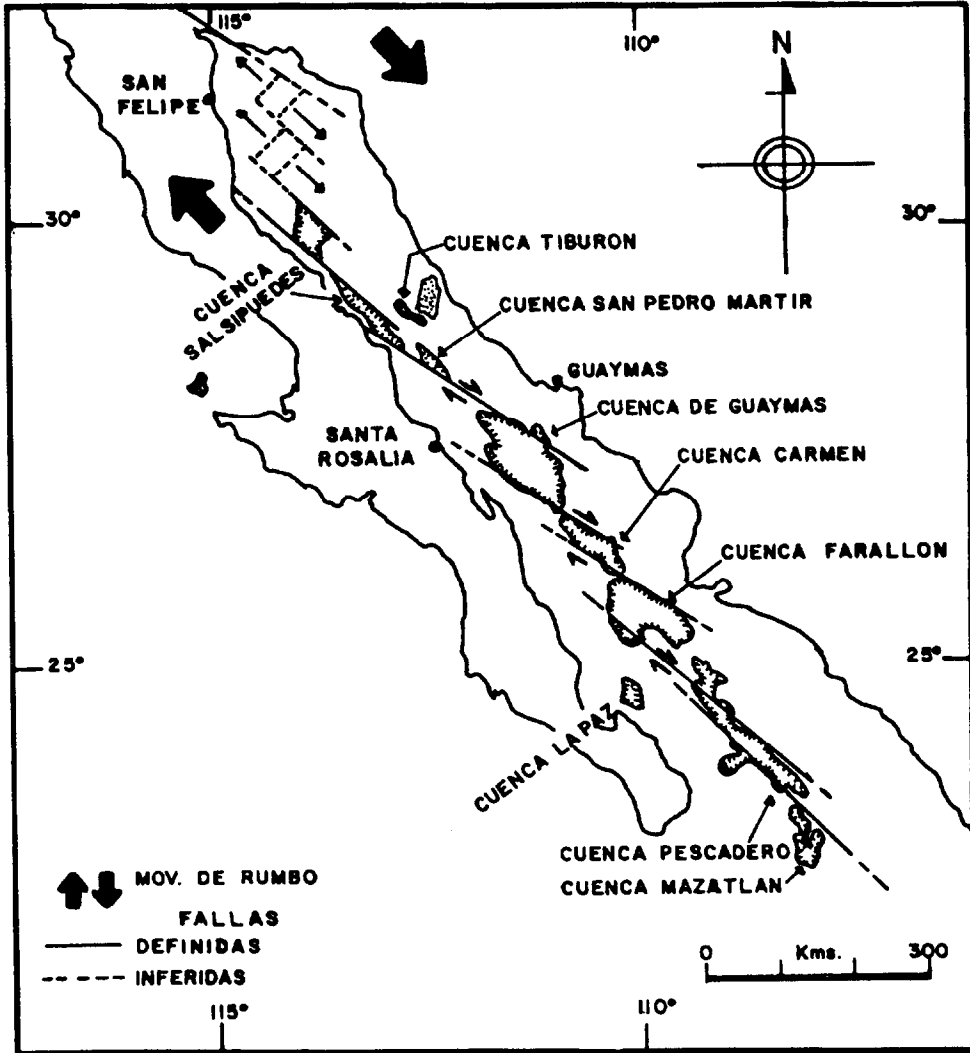 115°
110°
N
SAN
FELIPE
30°
30°
CUENCA TIBURON
CUENCA
SALSIPUEDES
CUENCA SAN PEDRO MARTIR
GUAYMAS
CUENCA DE GUAYMAS
SANTA
ROSALIA
CUENCA CARMEN
CUENCA FARALLON
25°
25°
CUENCA LA PAZ
CUENCA PESCADERO
CUENCA MAZATLAN
MOV. DE RUMBO
FALLAS
DEFINIDAS
INFERIDAS
0 Kms. 300
115°
110°